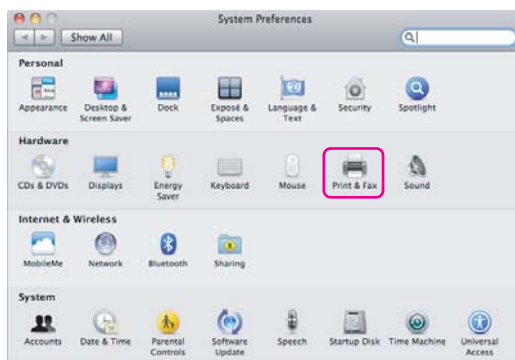 System Preferences
Show All
Personal
Appearance Desktop & Screen Saver Dock Exposé & Spaces Language & Text Security Spotlight
Hardware
CDs & DVDs Displays Energy Saver Keyboard Mouse Print & Fax Sound
Internet & Wireless
MobileMe Network Bluetooth Sharing
System
Accounts Date & Time Parental Controls Software Update Speech Startup Disk Time Machine Universal Access